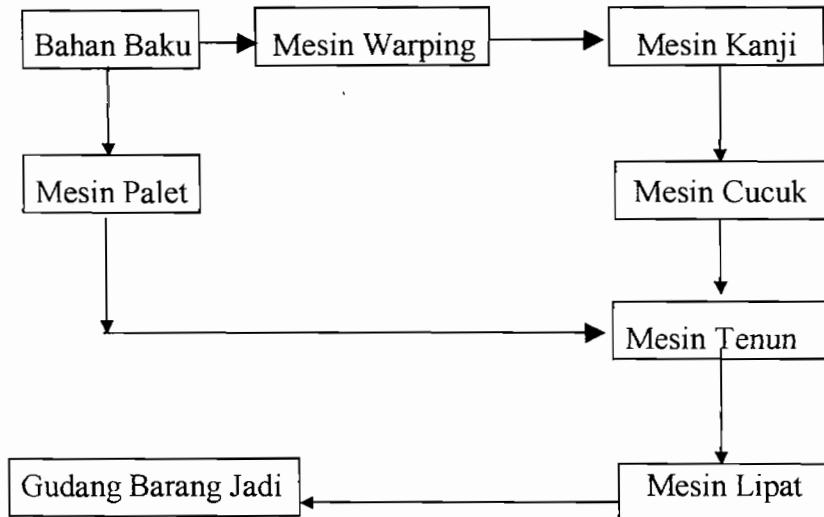 Bahan Baku
Mesin Warping
Mesin Kanji
Mesin Palet
Mesin Cucuk
Mesin Tenun
Gudang Barang Jadi
Mesin Lipat